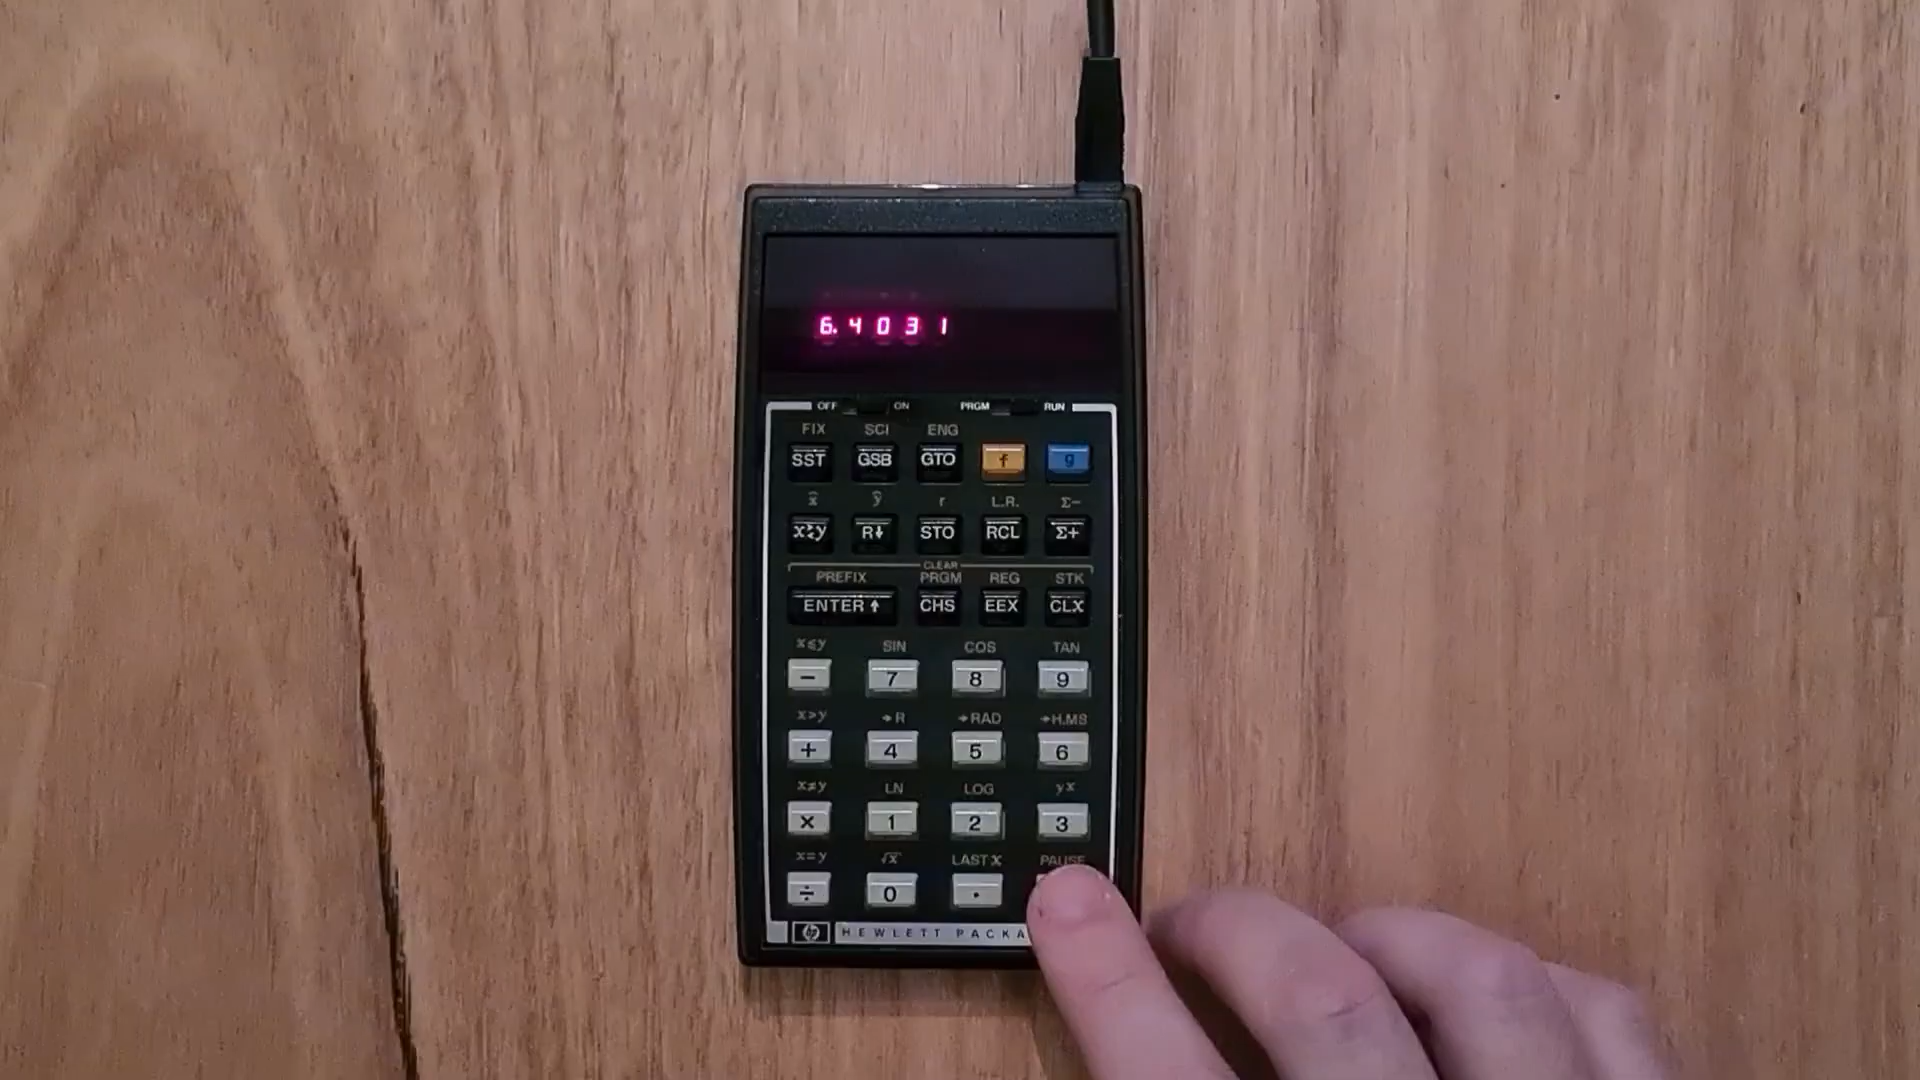 6.4031
OFF ON PRGM RUN
FIX SCI ENG
SST GSB GTO f g
x̂ ŷ r L.R. Σ−
x≷y R↓ STO RCL Σ+
CLEAR
PREFIX PRGM REG STK
ENTER↑ CHS EEX CLX
x≤y SIN COS TAN
− 7 8 9
x>y →R →RAD →H.MS
+ 4 5 6
x≠y LN LOG yx
× 1 2 3
x=y √x LAST X PAUSE
÷ 0 ·
hp HEWLETT PACKA